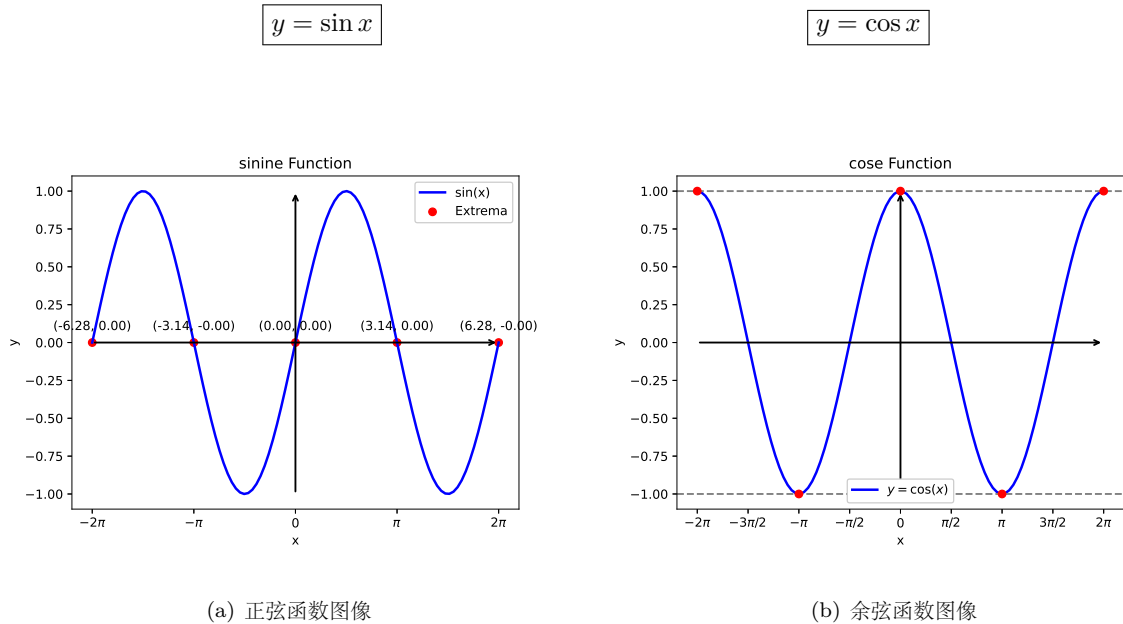 y = sin x
y = cos x
sinine Function
1.00
0.75
0.50
0.25
0.00
−0.25
−0.50
−0.75
−1.00
y
sin(x)
Extrema
(-6.28, 0.00)
(-3.14, -0.00)
(0.00, 0.00)
(3.14, 0.00)
(6.28, -0.00)
−2π
−π
0
π
2π
x
cose Function
1.00
0.75
0.50
0.25
0.00
−0.25
−0.50
−0.75
−1.00
y
y = cos(x)
−2π
−3π/2
−π
−π/2
0
π/2
π
3π/2
2π
x
(a) 正弦函数图像
(b) 余弦函数图像